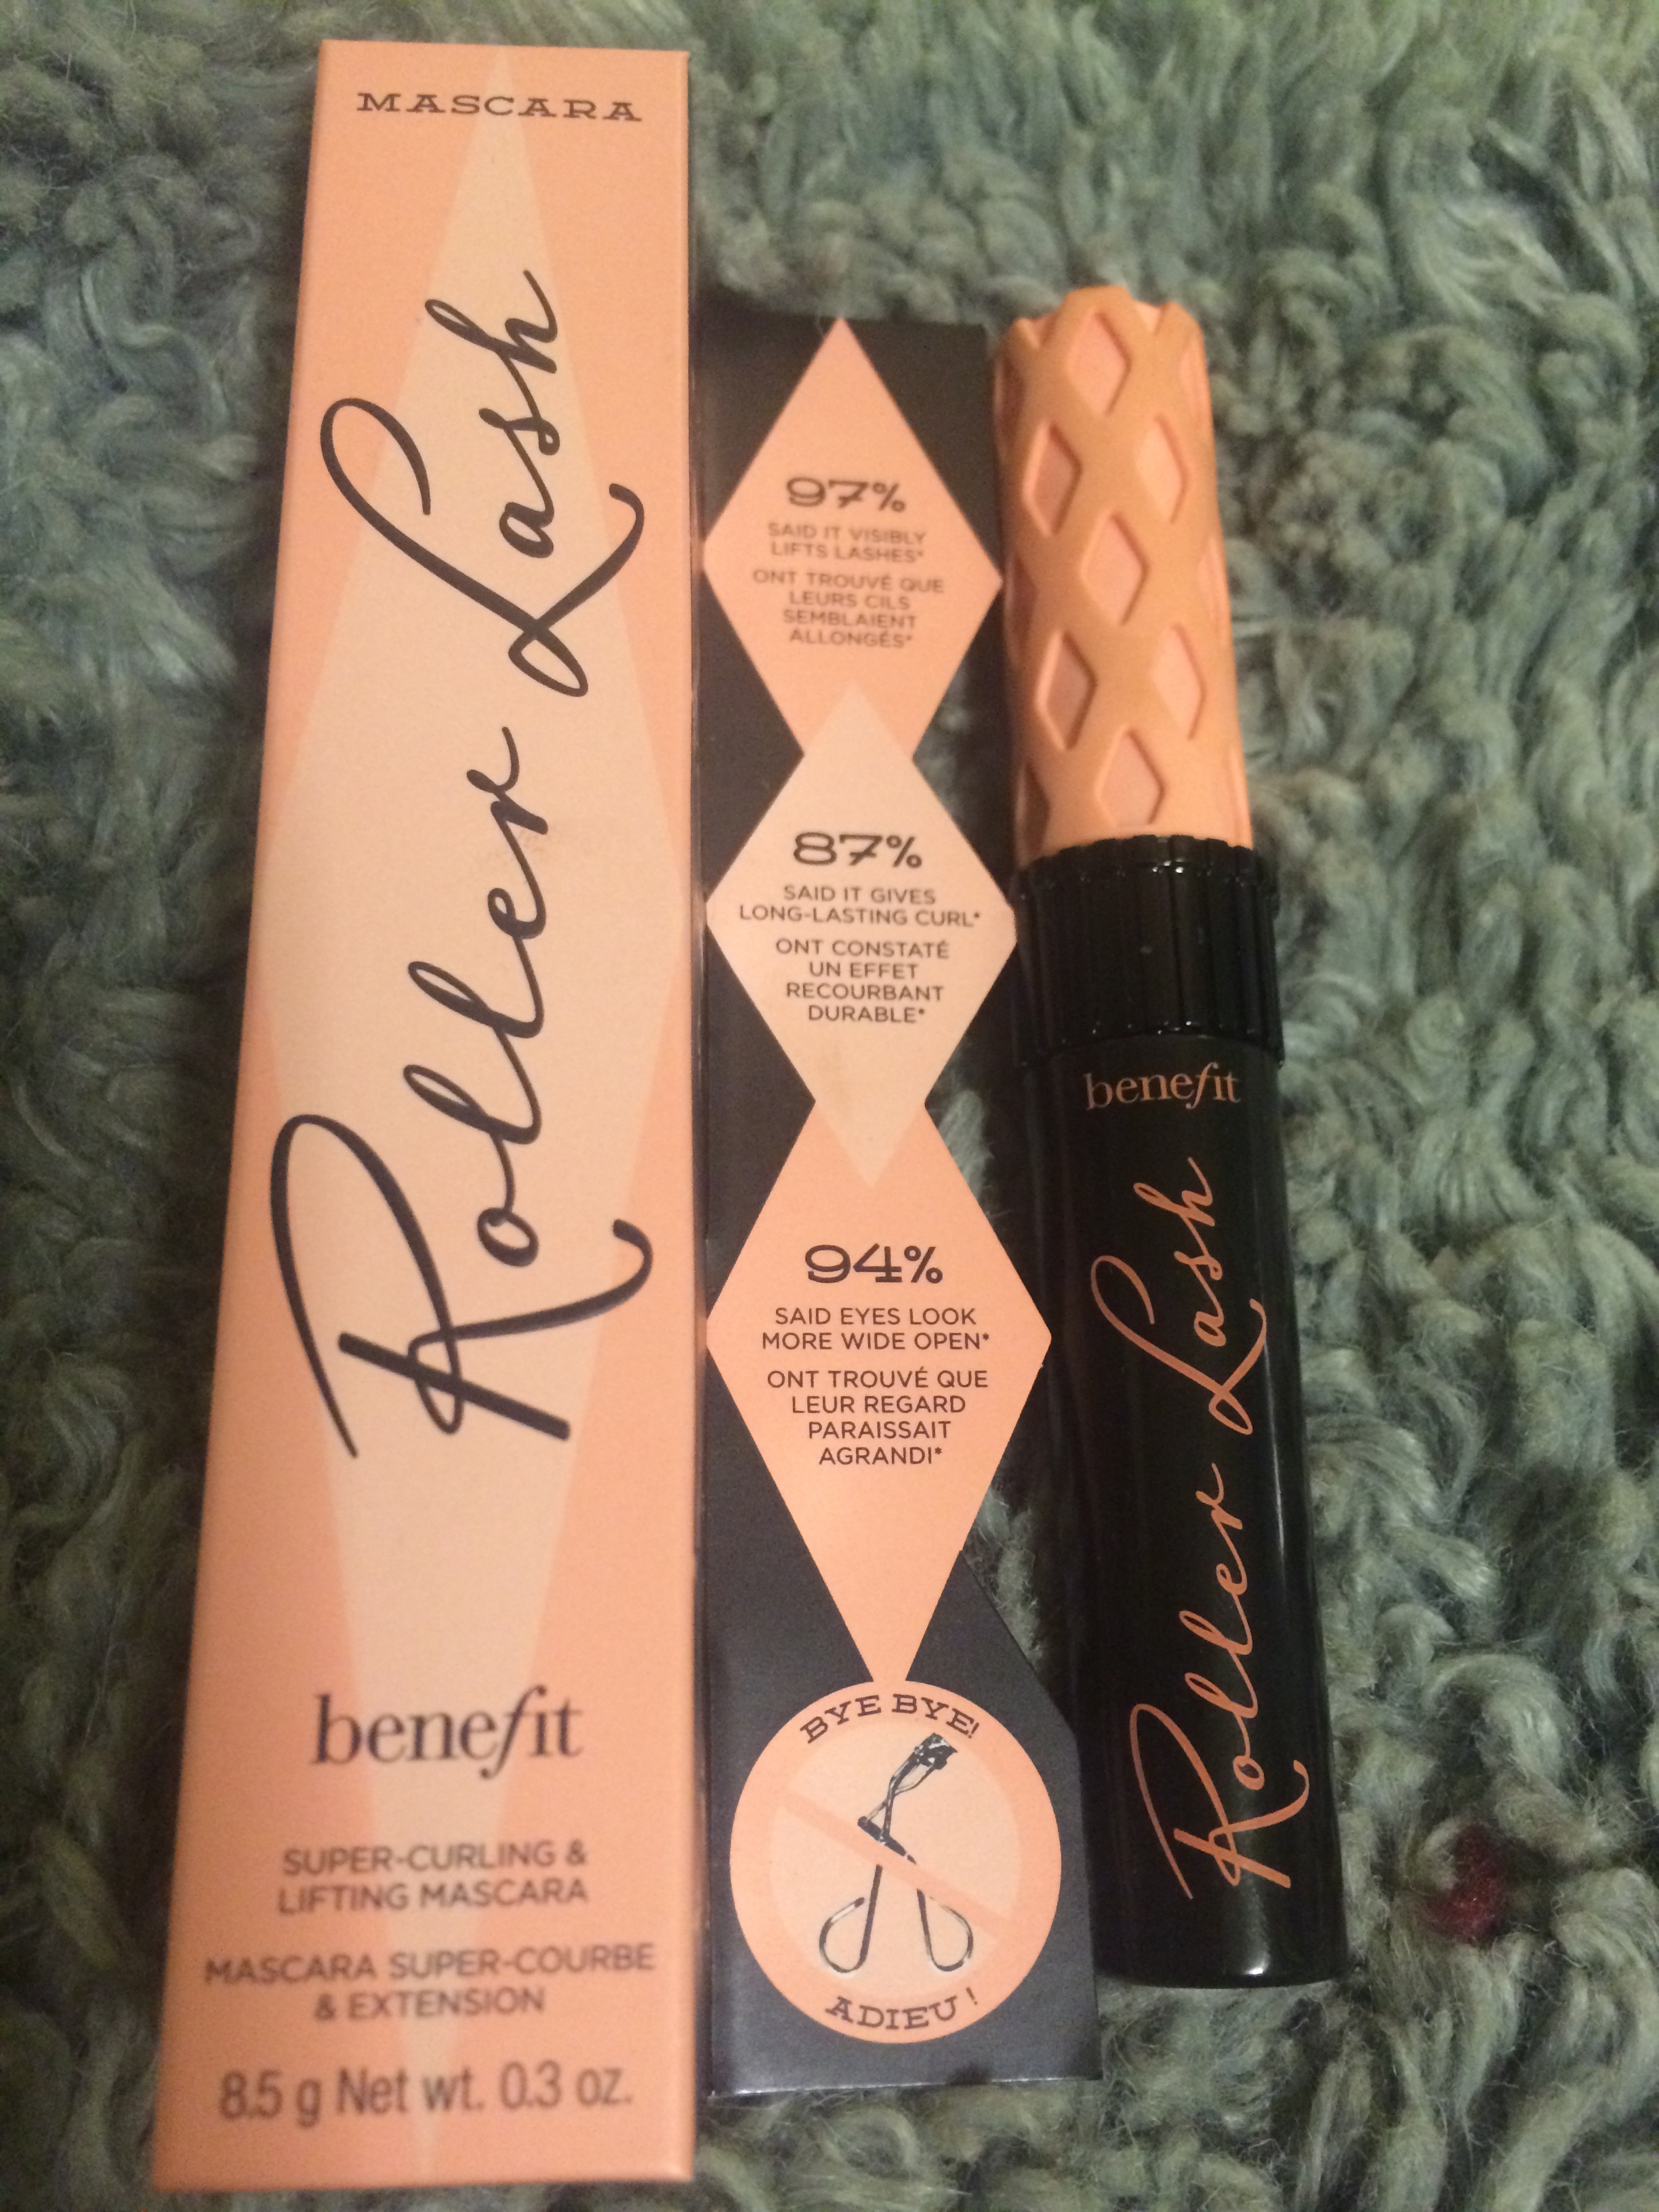 MASCARA
Roller Lash
benefit
SUPER-CURLING &
LIFTING MASCARA
MASCARA SUPER-COURBE
& EXTENSION
8.5 g Net wt. 0.3 oz.
97%
SAID IT VISIBLY
LIFTS LASHES*
ONT TROUVÉ QUE
LEURS CILS
SEMBLAIENT
ALLONGÉS*
87%
SAID IT GIVES
LONG-LASTING CURL*
ONT CONSTATÉ
UN EFFET
RECOURBANT
DURABLE*
94%
SAID EYES LOOK
MORE WIDE OPEN*
ONT TROUVÉ QUE
LEUR REGARD
PARAISSAIT
AGRANDI*
BYE BYE!
ADIEU !
benefit
Roller Lash